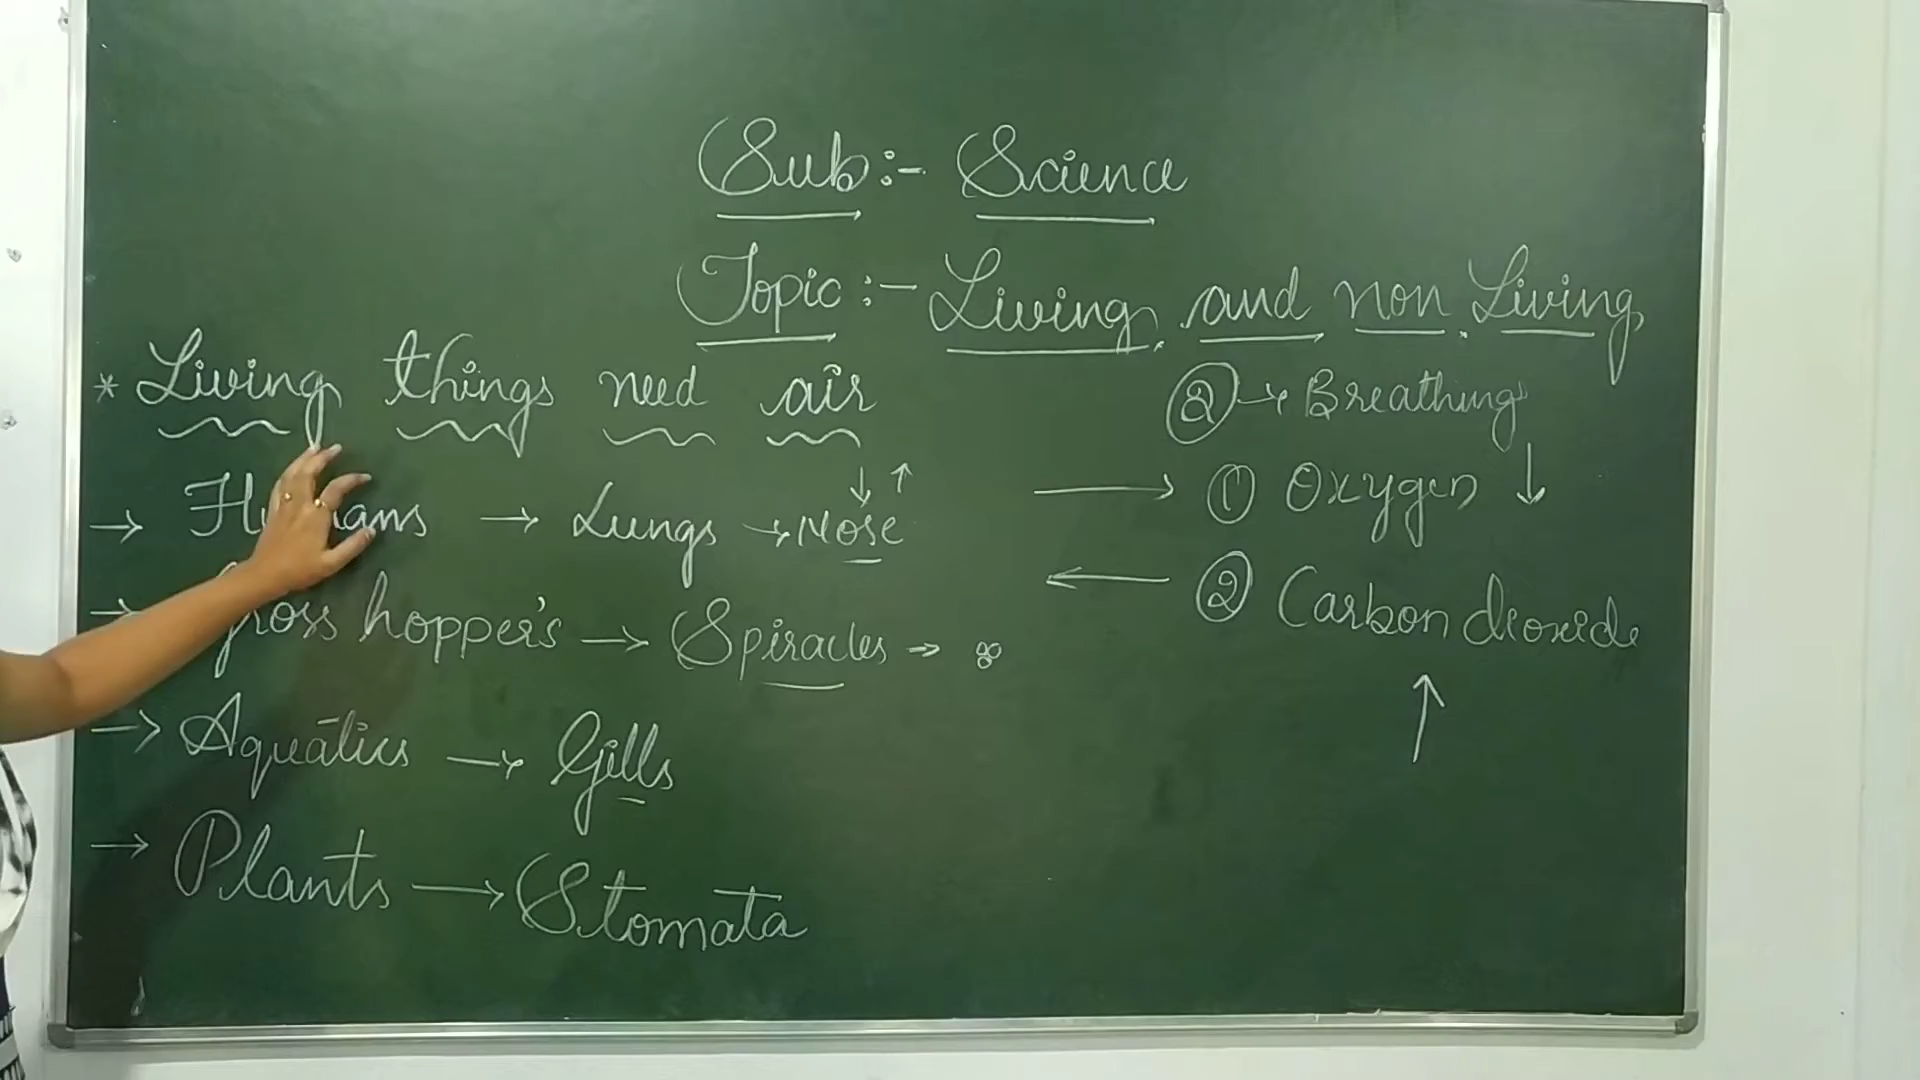 Sub:- Science
Topic:- Living and non Living
* Living things need air
→ Humans → Lungs → Nose ↓ ↑
→ Gross hopper's → Spiracles →
→ Aquatics → Gills
→ Plants → Stomata
② → Breathing
→ ① Oxygen ↓
← ② Carbon dioxide
↑